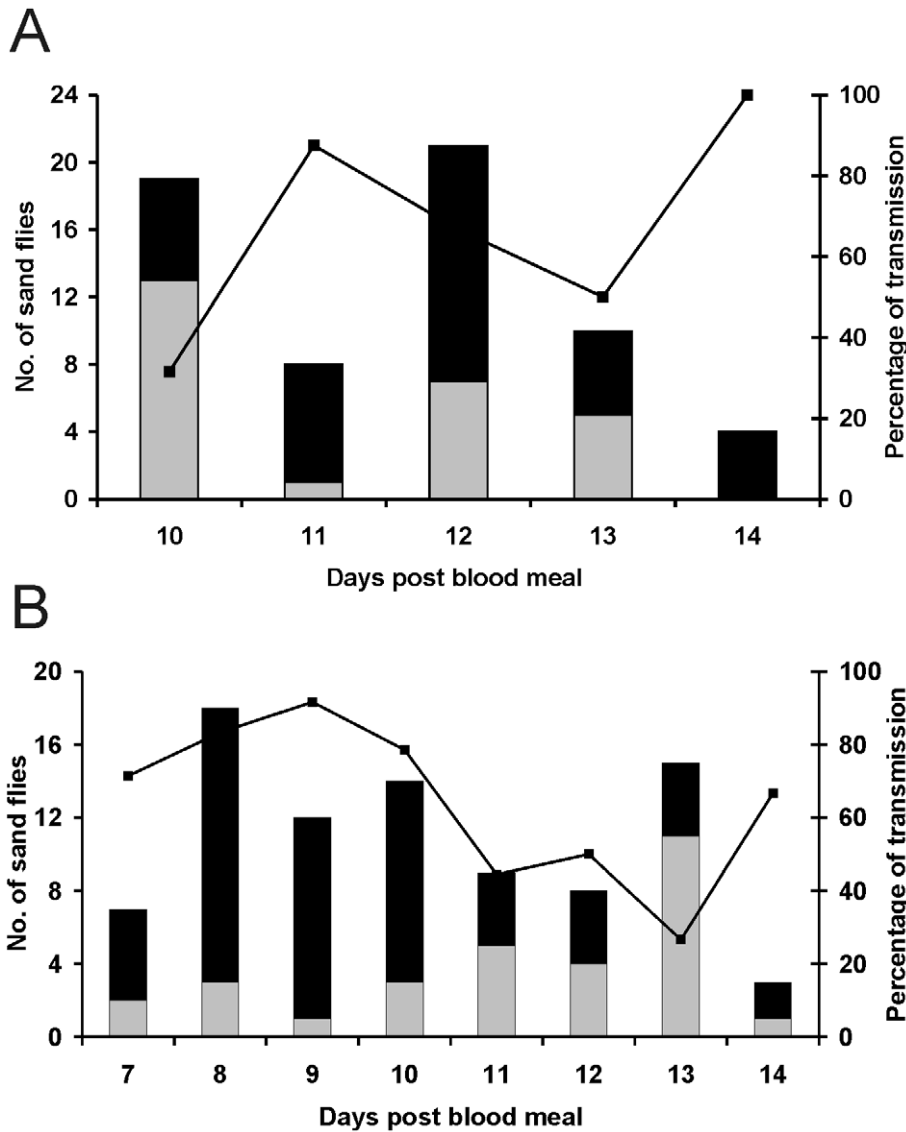 A
24
20
16
12
8
4
0
No. of sand flies
100
80
60
40
20
0
Percentage of transmission
10 11 12 13 14
Days post blood meal
B
20
16
12
8
4
0
No. of sand flies
100
80
60
40
20
0
Percentage of transmission
7 8 9 10 11 12 13 14
Days post blood meal